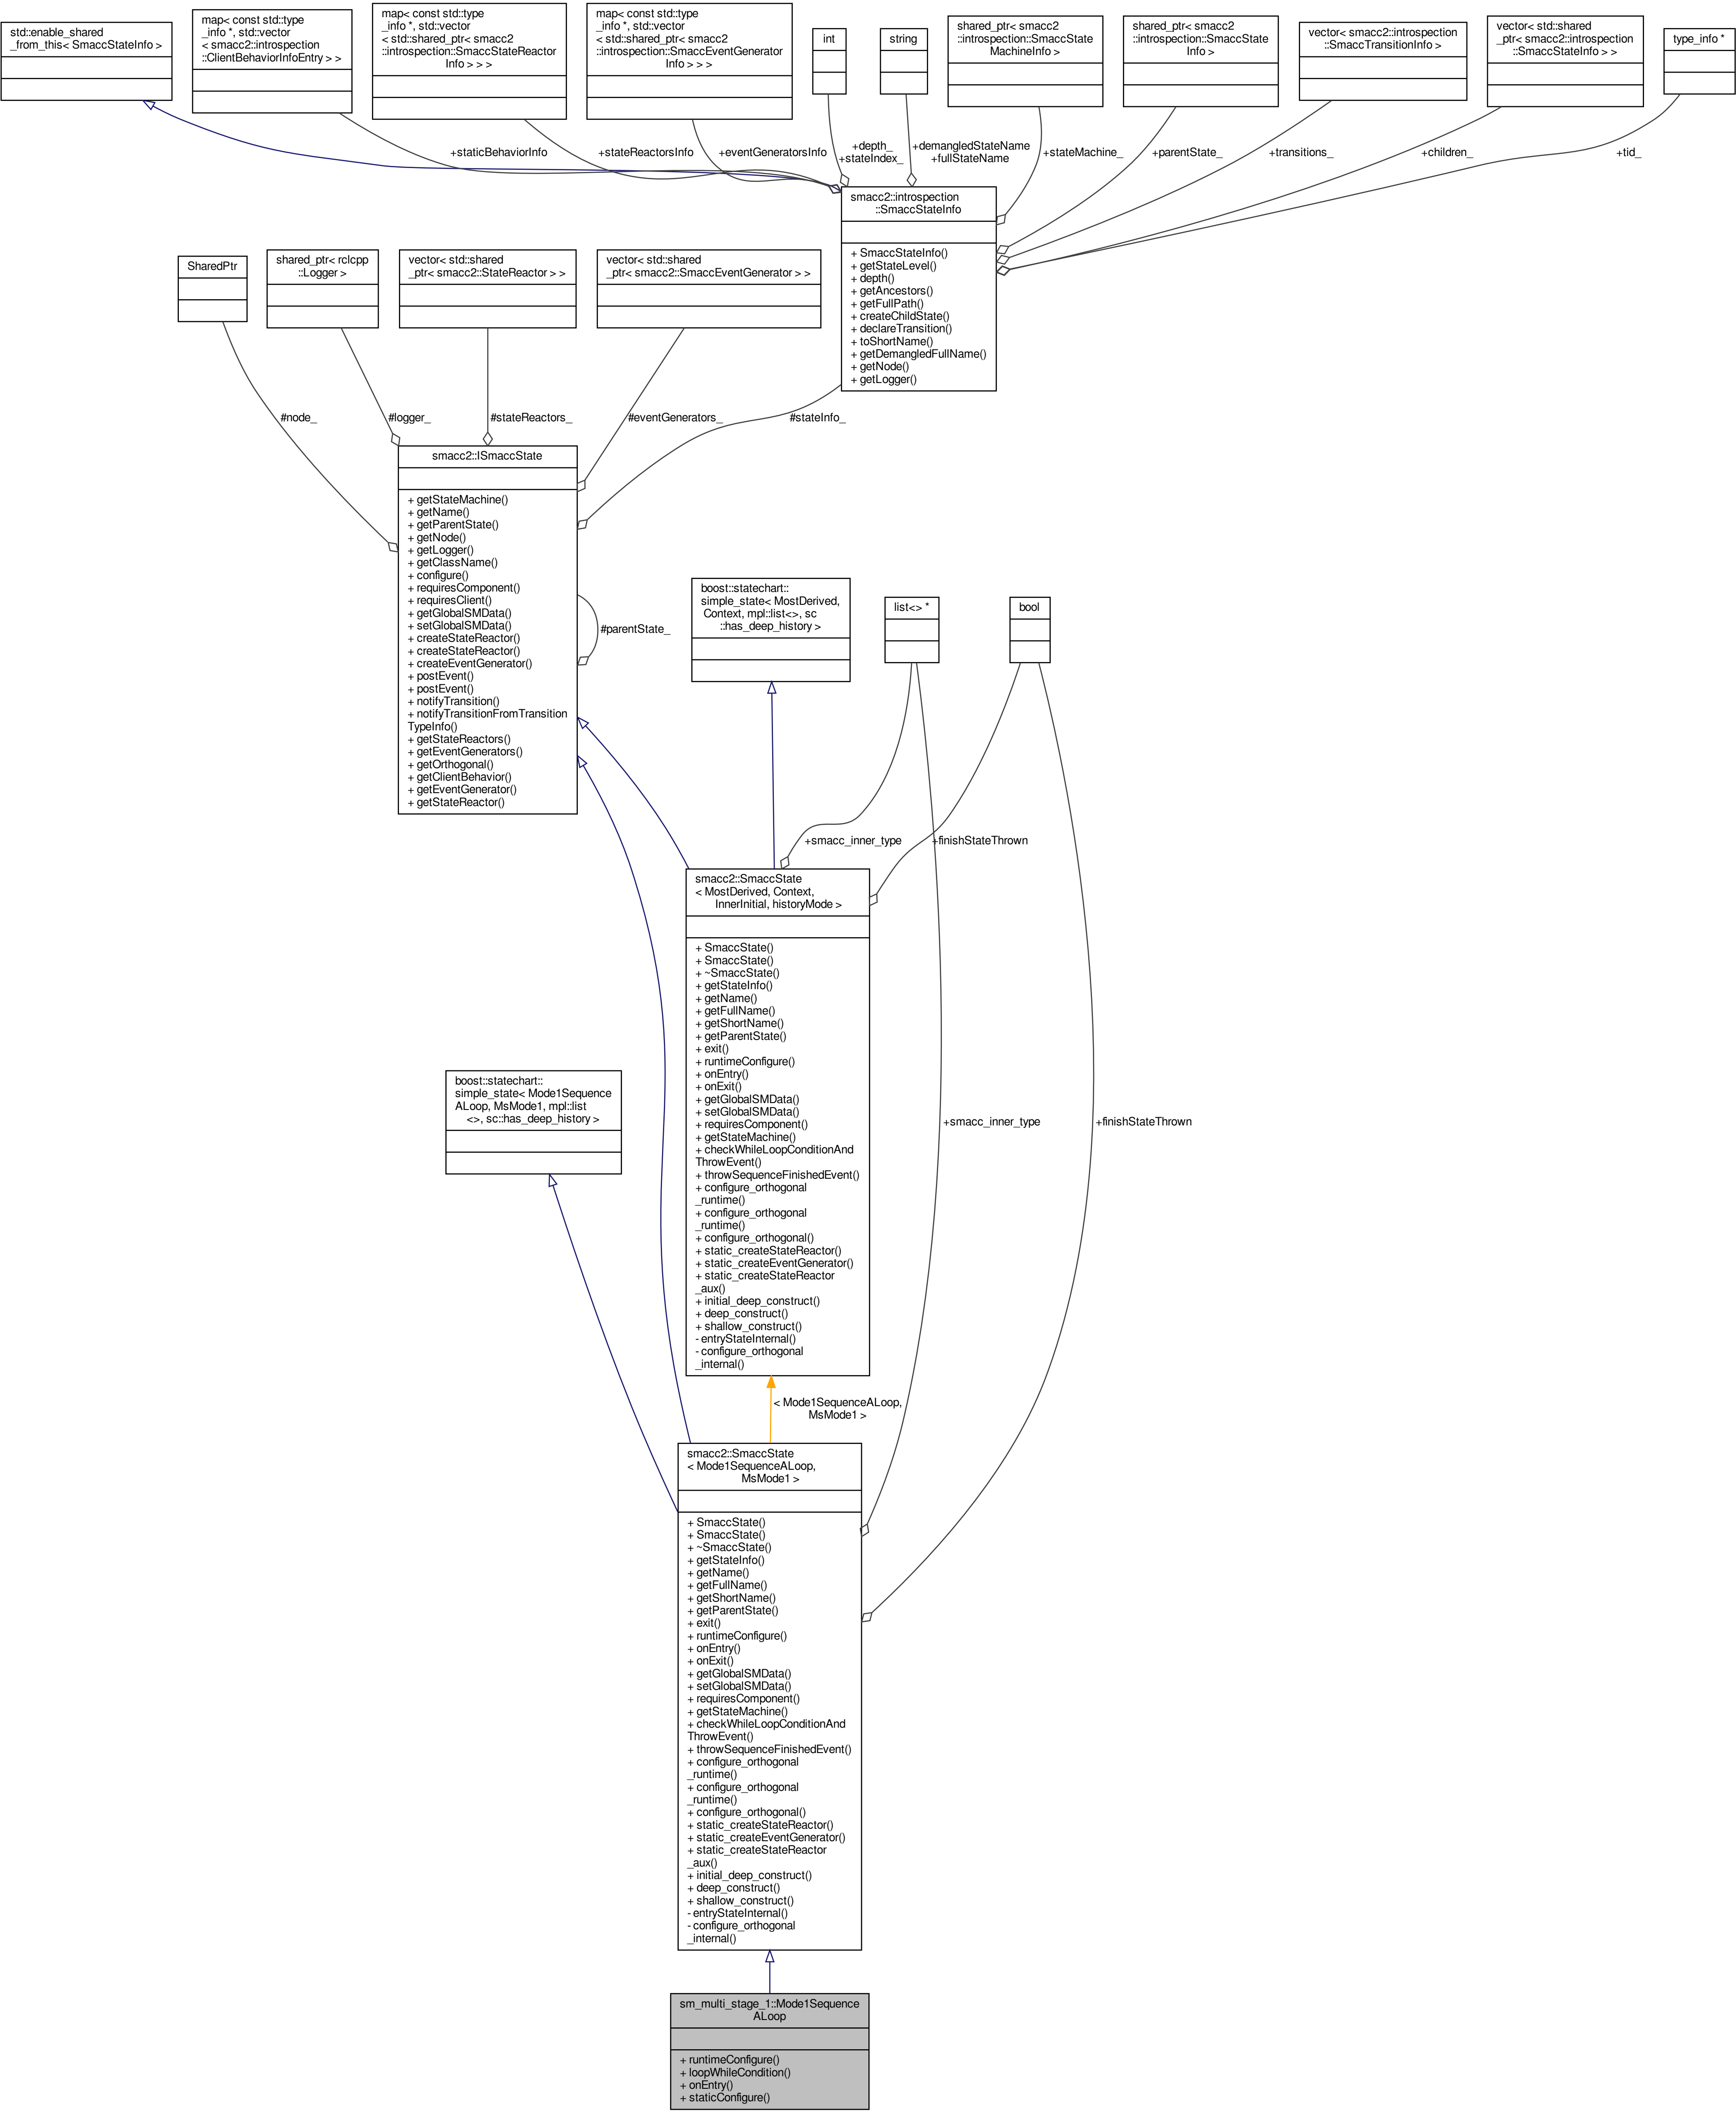 std::enable_shared
_from_this< SmaccStateInfo >
map< const std::type
_info *, std::vector
< smacc2::introspection
::ClientBehaviorInfoEntry > >
map< const std::type
_info *, std::vector
< std::shared_ptr< smacc2
::introspection::SmaccStateReactor
Info > > >
map< const std::type
_info *, std::vector
< std::shared_ptr< smacc2
::introspection::SmaccEventGenerator
Info > > >
int
string
shared_ptr< smacc2
::introspection::SmaccState
MachineInfo >
shared_ptr< smacc2
::introspection::SmaccState
Info >
vector< smacc2::introspection
::SmaccTransitionInfo >
vector< std::shared
_ptr< smacc2::introspection
::SmaccStateInfo > >
type_info *
+staticBehaviorInfo
+stateReactorsInfo
+eventGeneratorsInfo
+depth_
+stateIndex_
+demangledStateName
+fullStateName
+stateMachine_
+parentState_
+transitions_
+children_
+tid_
smacc2::introspection
::SmaccStateInfo
+ SmaccStateInfo()
+ getStateLevel()
+ depth()
+ getAncestors()
+ getFullPath()
+ createChildState()
+ declareTransition()
+ toShortName()
+ getDemangledFullName()
+ getNode()
+ getLogger()
SharedPtr
shared_ptr< rclcpp
::Logger >
vector< std::shared
_ptr< smacc2::StateReactor > >
vector< std::shared
_ptr< smacc2::SmaccEventGenerator > >
#node_
#logger_
#stateReactors_
#eventGenerators_
#stateInfo_
smacc2::ISmaccState
+ getStateMachine()
+ getName()
+ getParentState()
+ getNode()
+ getLogger()
+ getClassName()
+ configure()
+ requiresComponent()
+ requiresClient()
+ getGlobalSMData()
+ setGlobalSMData()
+ createStateReactor()
+ createStateReactor()
+ createEventGenerator()
+ postEvent()
+ postEvent()
+ notifyTransition()
+ notifyTransitionFromTransition
TypeInfo()
+ getStateReactors()
+ getEventGenerators()
+ getOrthogonal()
+ getClientBehavior()
+ getEventGenerator()
+ getStateReactor()
#parentState_
boost::statechart::
simple_state< MostDerived,
Context, mpl::list<>, sc
::has_deep_history >
list<> *
bool
+smacc_inner_type
+finishStateThrown
smacc2::SmaccState
< MostDerived, Context,
InnerInitial, historyMode >
+ SmaccState()
+ SmaccState()
+ ~SmaccState()
+ getStateInfo()
+ getName()
+ getFullName()
+ getShortName()
+ getParentState()
+ exit()
+ runtimeConfigure()
+ onEntry()
+ onExit()
+ getGlobalSMData()
+ setGlobalSMData()
+ requiresComponent()
+ getStateMachine()
+ checkWhileLoopConditionAnd
ThrowEvent()
+ throwSequenceFinishedEvent()
+ configure_orthogonal
_runtime()
+ configure_orthogonal
_runtime()
+ configure_orthogonal()
+ static_createStateReactor()
+ static_createEventGenerator()
+ static_createStateReactor
_aux()
+ initial_deep_construct()
+ deep_construct()
+ shallow_construct()
- entryStateInternal()
- configure_orthogonal
_internal()
boost::statechart::
simple_state< Mode1Sequence
ALoop, MsMode1, mpl::list
<>, sc::has_deep_history >
+smacc_inner_type
+finishStateThrown
< Mode1SequenceALoop,
MsMode1 >
smacc2::SmaccState
< Mode1SequenceALoop,
MsMode1 >
+ SmaccState()
+ SmaccState()
+ ~SmaccState()
+ getStateInfo()
+ getName()
+ getFullName()
+ getShortName()
+ getParentState()
+ exit()
+ runtimeConfigure()
+ onEntry()
+ onExit()
+ getGlobalSMData()
+ setGlobalSMData()
+ requiresComponent()
+ getStateMachine()
+ checkWhileLoopConditionAnd
ThrowEvent()
+ throwSequenceFinishedEvent()
+ configure_orthogonal
_runtime()
+ configure_orthogonal
_runtime()
+ configure_orthogonal()
+ static_createStateReactor()
+ static_createEventGenerator()
+ static_createStateReactor
_aux()
+ initial_deep_construct()
+ deep_construct()
+ shallow_construct()
- entryStateInternal()
- configure_orthogonal
_internal()
sm_multi_stage_1::Mode1Sequence
ALoop
+ runtimeConfigure()
+ loopWhileCondition()
+ onEntry()
+ staticConfigure()